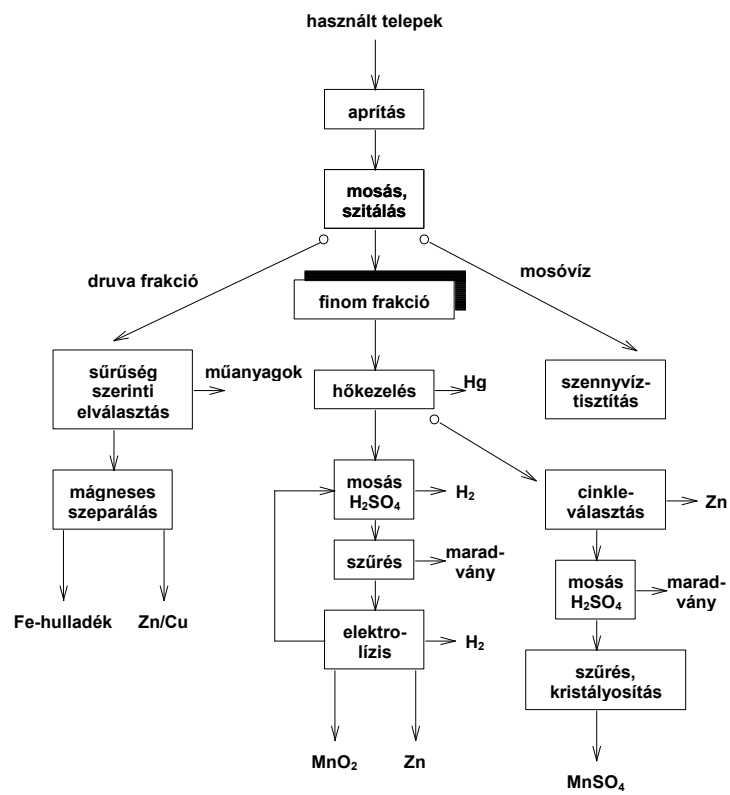 használt telepek
aprítás
mosás,
szitálás
druva frakció
mosóvíz
finom frakció
sűrűség
szerinti
elválasztás
műanyagok
hőkezelés
Hg
szennyvíz-
tisztítás
mágneses
szeparálás
mosás
H₂SO₄
H₂
cinkle-
választás
Zn
szűrés
marad-
vány
mosás
H₂SO₄
marad-
vány
Fe-hulladék
Zn/Cu
elektro-
lízis
H₂
szűrés,
kristályosítás
MnO₂
Zn
MnSO₄